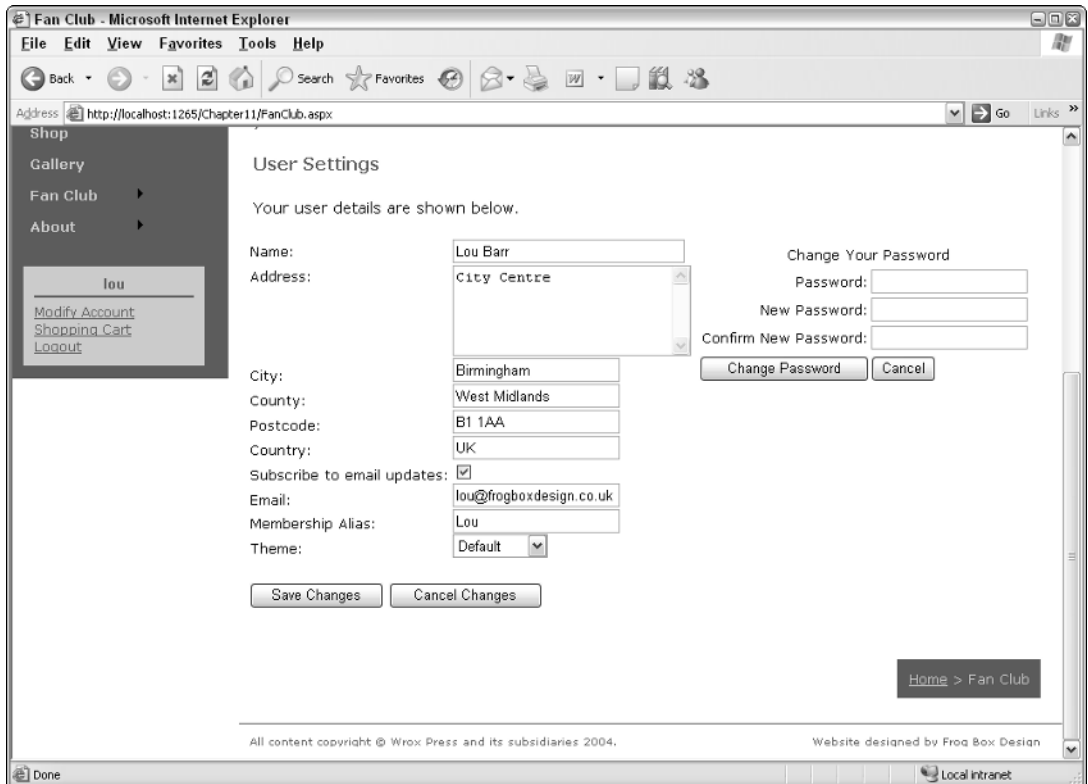 Fan Club - Microsoft Internet Explorer
File Edit View Favorites Tools Help
Back Search Favorites
Address http://localhost:1265/Chapter11/FanClub.aspx Go Links »
Shop
Gallery
Fan Club
About
lou
Modify Account
Shopping Cart
Logout
User Settings
Your user details are shown below.
Name: Lou Barr
Address: City Centre
City: Birmingham
County: West Midlands
Postcode: B1 1AA
Country: UK
Subscribe to email updates:
Email: lou@frogboxdesign.co.uk
Membership Alias: Lou
Theme: Default
Save Changes Cancel Changes
Change Your Password
Password:
New Password:
Confirm New Password:
Change Password Cancel
Home > Fan Club
All content copyright © Wrox Press and its subsidiaries 2004. Website designed by Frog Box Design
Done Local intranet